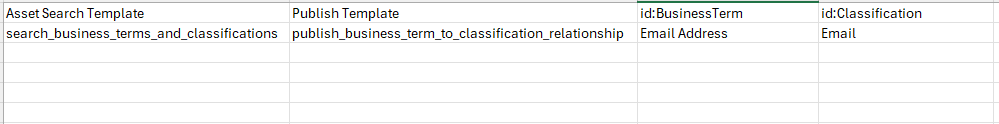 Asset Search Template Publish Template id:BusinessTerm id:Classification
search_business_terms_and_classifications publish_business_term_to_classification_relationship Email Address Email